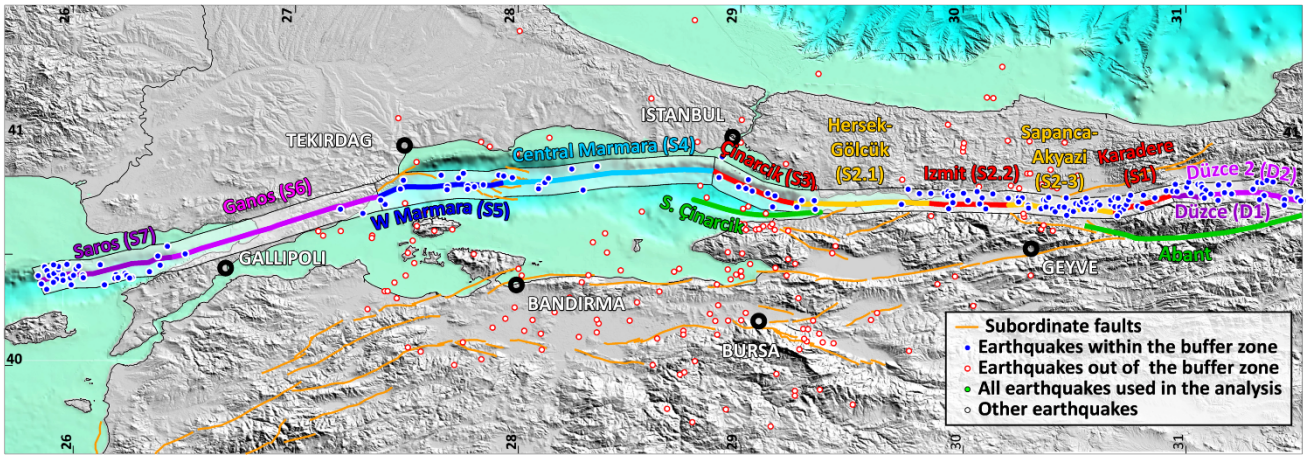 26
27
28
29
30
31
41
41
ISTANBUL
TEKIRDAG
Hersek-
Gölcük
(S2.1)
Sapanca-
Akyazi
(S2-3)
Karadere
(S1)
Central Marmara (S4)
Çinarcik (S3)
Izmit (S2.2)
Düzce 2 (D2)
Ganos (S6)
W Marmara (S5)
S. Çinarcik
Düzce (D1)
Saros (S7)
GALLIPOLI
GEYVE
Abant
BANDIRMA
BURSA
40
Subordinate faults
Earthquakes within the buffer zone
Earthquakes out of the buffer zone
All earthquakes used in the analysis
Other earthquakes
26
27
28
29
30
31